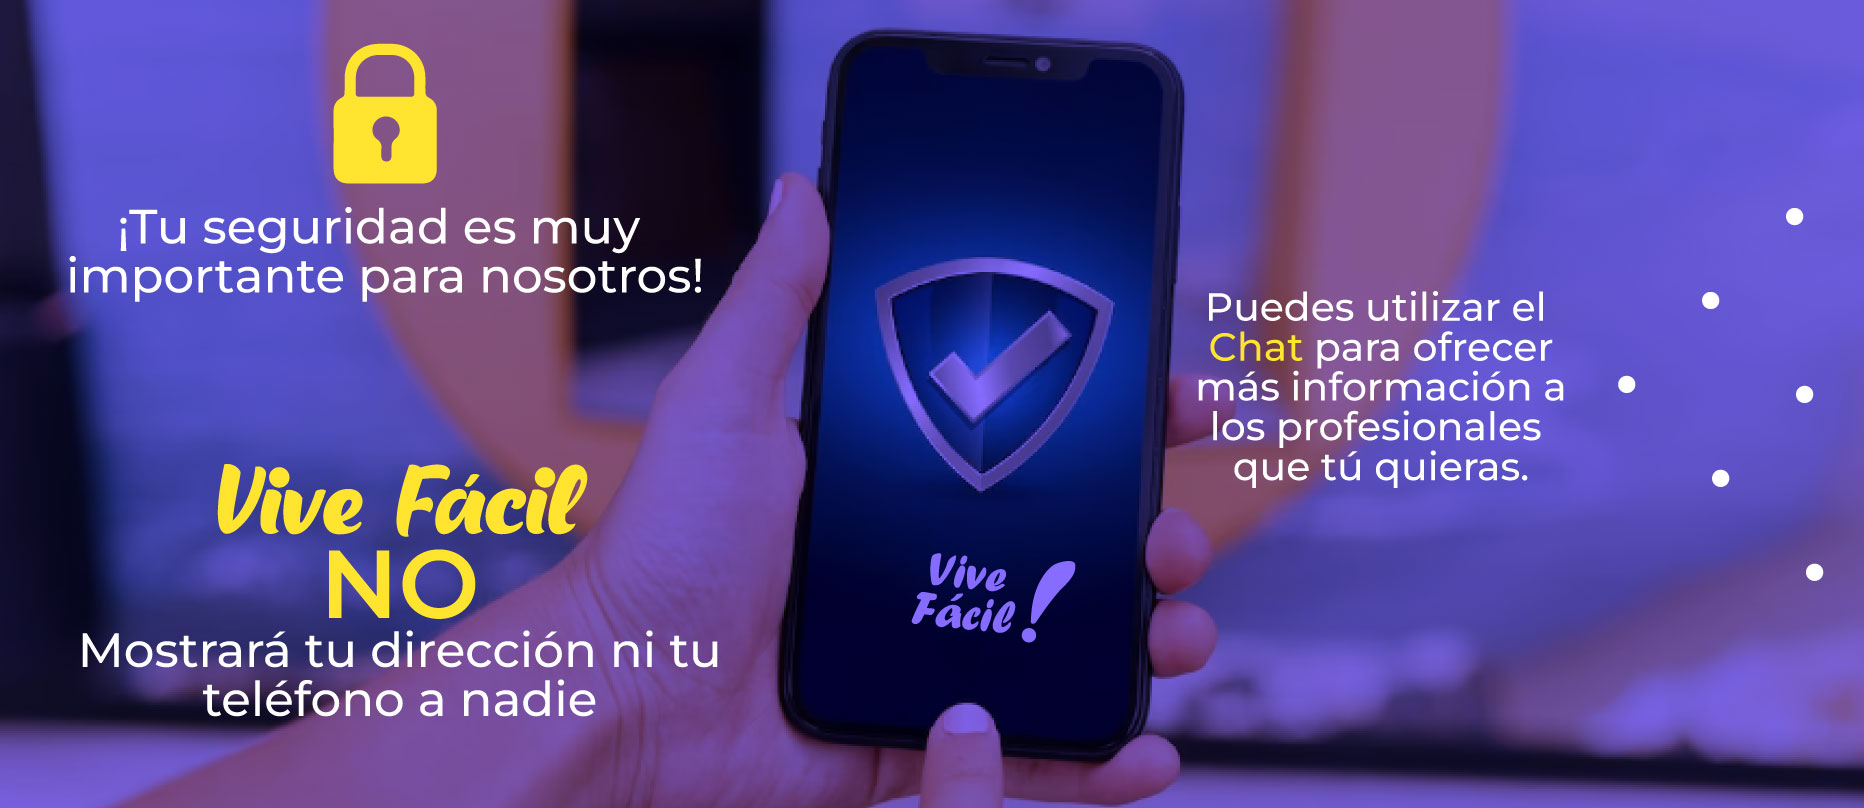 ¡Tu seguridad es muy
importante para nosotros!
Vive Fácil
NO
Mostrará tu dirección ni tu
teléfono a nadie
Vive
Fácil!
Puedes utilizar el
Chat para ofrecer
más información a
los profesionales
que tú quieras.